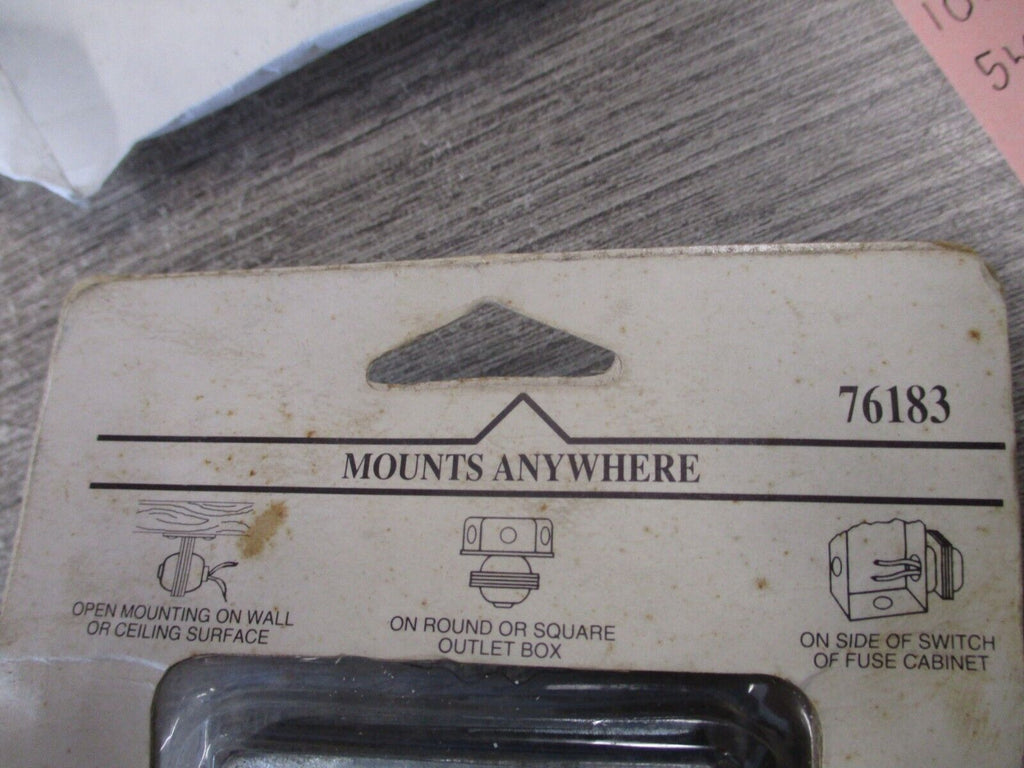 10
76183
MOUNTS ANYWHERE
OPEN MOUNTING ON WALL
OR CEILING SURFACE
ON ROUND OR SQUARE
OUTLET BOX
ON SIDE OF SWITCH
OF FUSE CABINET